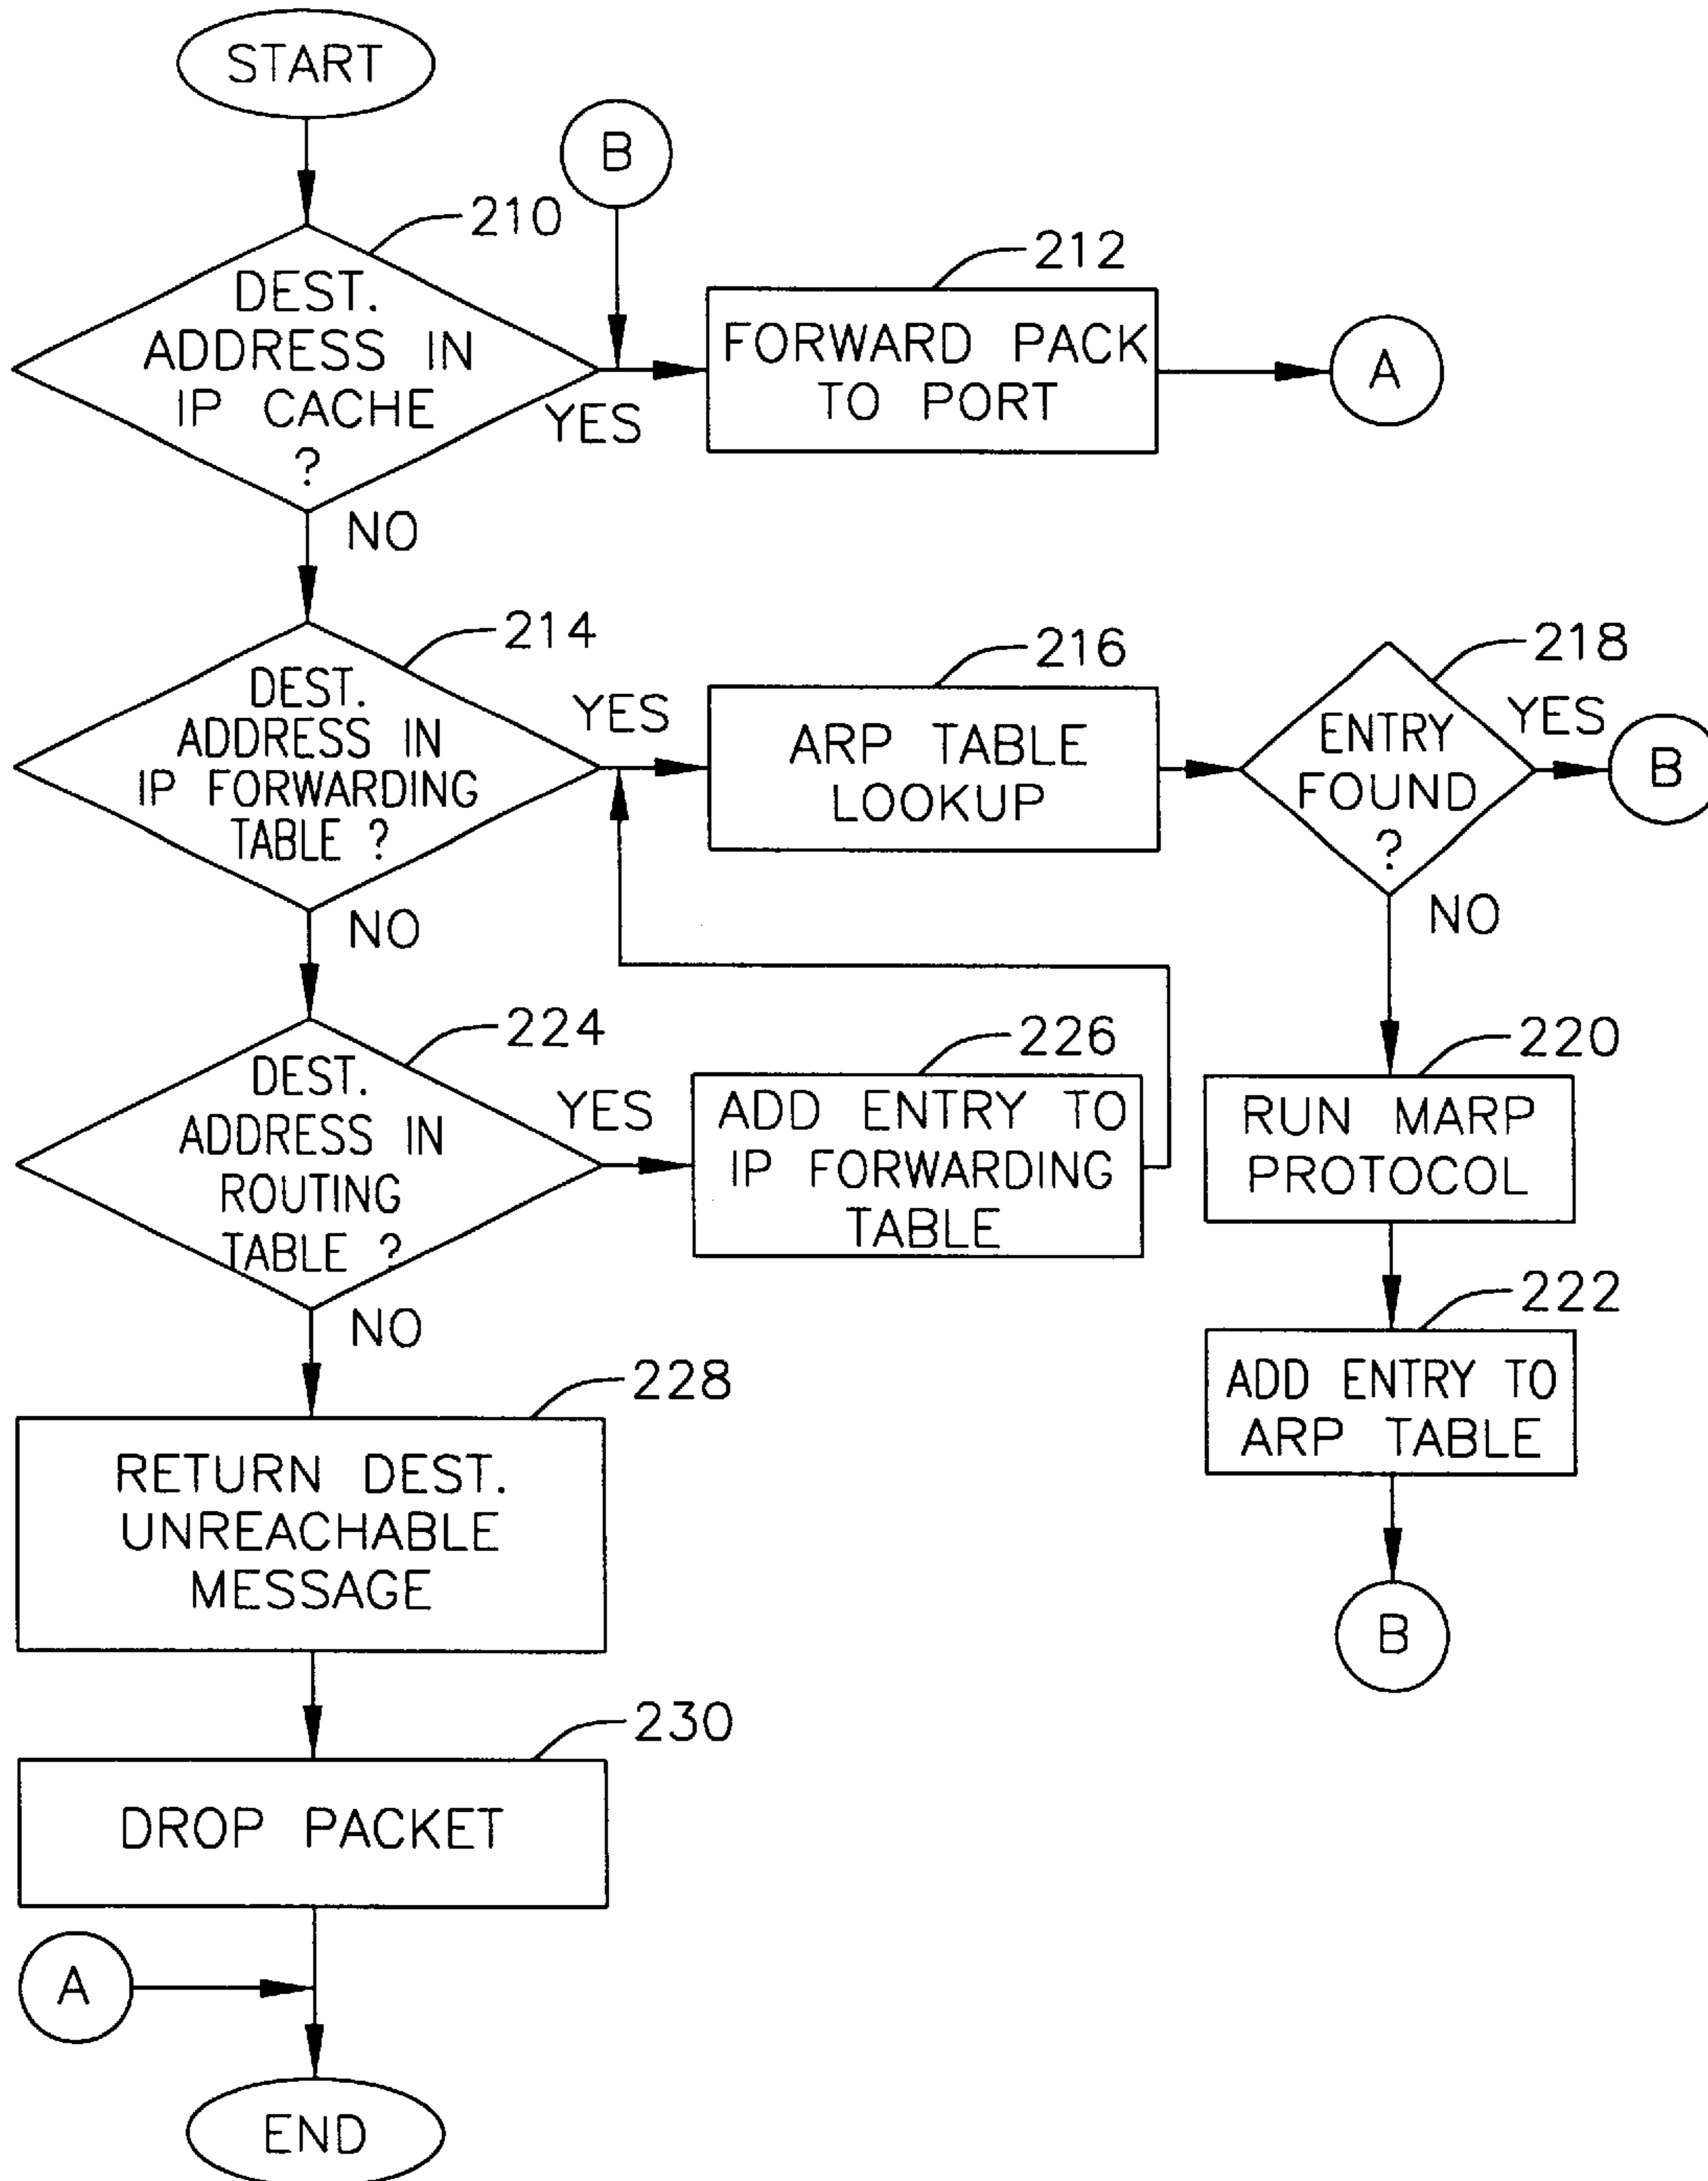 START
B
210
DEST.
ADDRESS IN
IP CACHE
?
YES
NO
212
FORWARD PACK
TO PORT
A
214
DEST.
ADDRESS IN
IP FORWARDING
TABLE ?
YES
NO
216
ARP TABLE
LOOKUP
218
ENTRY
FOUND
?
YES
B
NO
224
DEST.
ADDRESS IN
ROUTING
TABLE ?
YES
NO
226
ADD ENTRY TO
IP FORWARDING
TABLE
220
RUN MARP
PROTOCOL
222
ADD ENTRY TO
ARP TABLE
B
228
RETURN DEST.
UNREACHABLE
MESSAGE
230
DROP PACKET
A
END